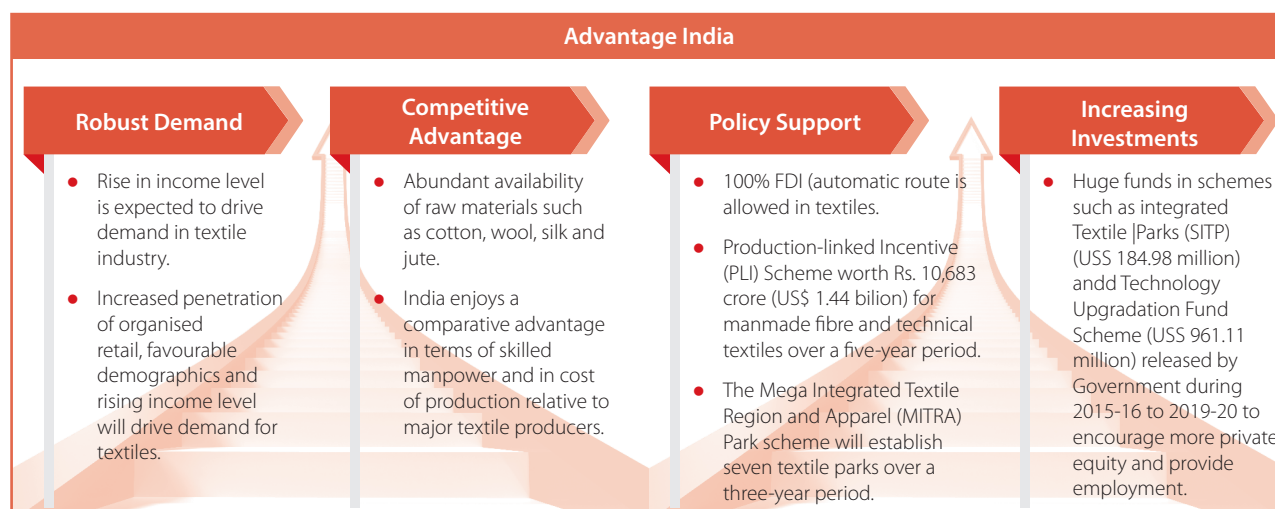 Advantage India
Robust Demand
● Rise in income level
is expected to drive
demand in textile
industry.
● Increased penetration
of organised
retail, favourable
demographics and
rising income level
will drive demand for
textiles.
Competitive
Advantage
● Abundant availability
of raw materials such
as cotton, wool, silk and
jute.
● India enjoys a
comparative advantage
in terms of skilled
manpower and in cost
of production relative to
major textile producers.
Policy Support
● 100% FDI (automatic route is
allowed in textiles.
● Production-linked Incentive
(PLI) Scheme worth Rs. 10,683
crore (US$ 1.44 bilion) for
manmade fibre and technical
textiles over a five-year period.
● The Mega Integrated Textile
Region and Apparel (MITRA)
Park scheme will establish
seven textile parks over a
three-year period.
Increasing
Investments
● Huge funds in schemes
such as integrated
Textile |Parks (SITP)
(USS 184.98 million)
andd Technology
Upgradation Fund
Scheme (USS 961.11
million) released by
Government during
2015-16 to 2019-20 to
encourage more private
equity and provide
employment.